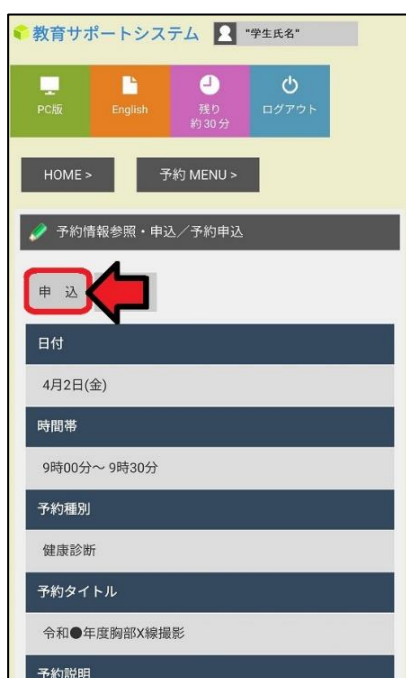 教育サポートシステム
"学生氏名"
PC版
English
残り
約30分
ログアウト
HOME >
予約 MENU >
予約情報参照・申込／予約申込
申 込
日付
4月2日(金)
時間帯
9時00分～ 9時30分
予約種別
健康診断
予約タイトル
令和●年度胸部X線撮影
予約説明